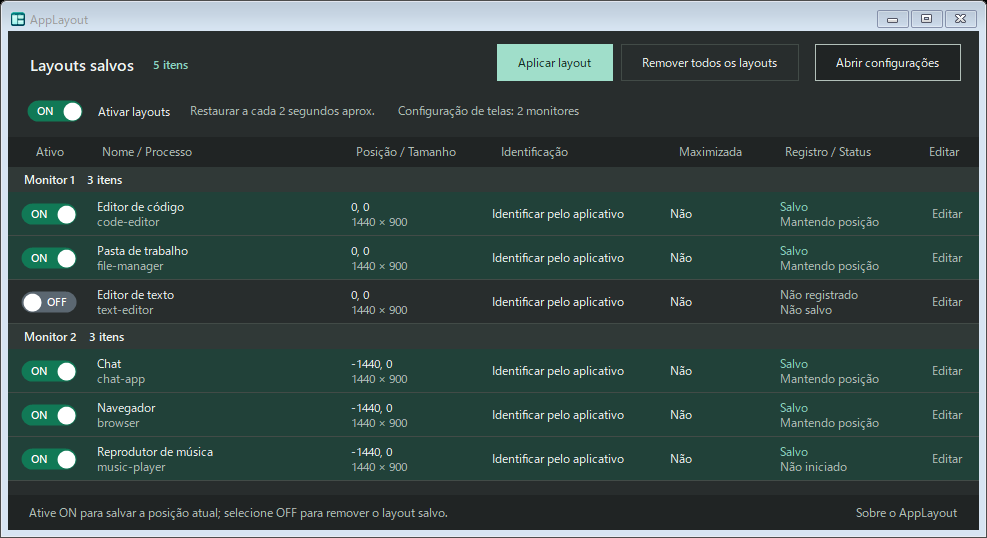 AppLayout
Layouts salvos 5 itens Aplicar layout Remover todos os layouts Abrir configurações
ON Ativar layouts Restaurar a cada 2 segundos aprox. Configuração de telas: 2 monitores
Ativo Nome / Processo Posição / Tamanho Identificação Maximizada Registro / Status Editar
Monitor 1 3 itens
ON Editor de código 0, 0 Identificar pelo aplicativo Não Salvo Editar
code-editor 1440 × 900 Mantendo posição
ON Pasta de trabalho 0, 0 Identificar pelo aplicativo Não Salvo Editar
file-manager 1440 × 900 Mantendo posição
OFF Editor de texto 0, 0 Identificar pelo aplicativo Não Não registrado Editar
text-editor 1440 × 900 Não salvo
Monitor 2 3 itens
ON Chat -1440, 0 Identificar pelo aplicativo Não Salvo Editar
chat-app 1440 × 900 Mantendo posição
ON Navegador -1440, 0 Identificar pelo aplicativo Não Salvo Editar
browser 1440 × 900 Mantendo posição
ON Reprodutor de música -1440, 0 Identificar pelo aplicativo Não Salvo Editar
music-player 1440 × 900 Não iniciado
Ative ON para salvar a posição atual; selecione OFF para remover o layout salvo. Sobre o AppLayout